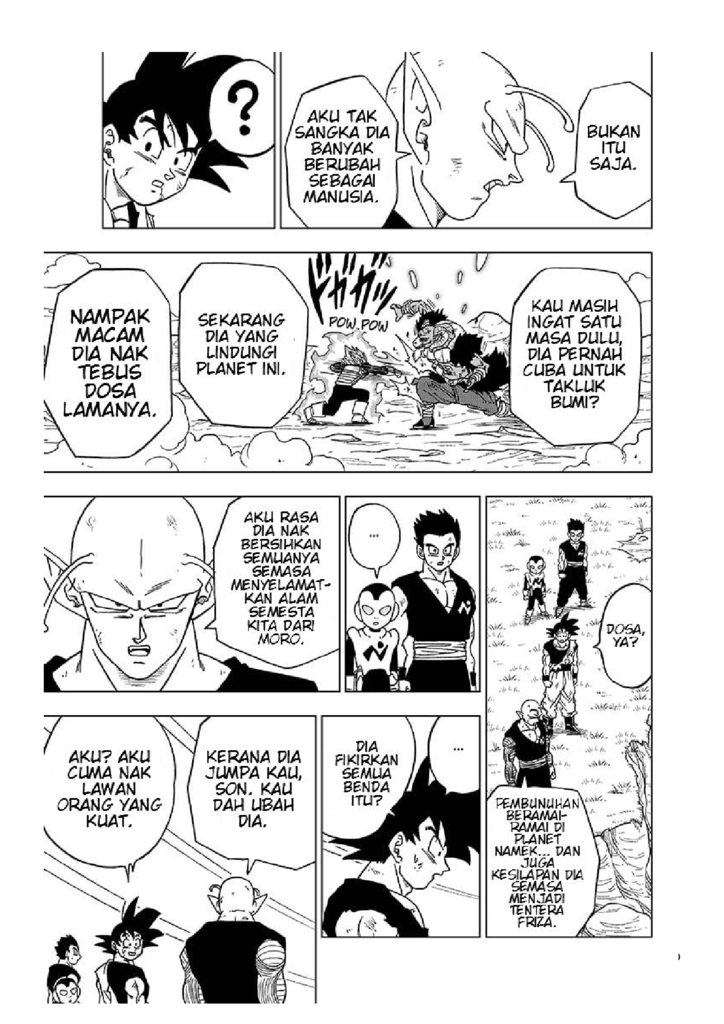 BUKAN
ITU
SAJA.
AKU TAK
SANGKA DIA
BANYAK
BERUBAH
SEBAGAI
MANUSIA.
?
KAU MASIH
INGAT SATU
MASA DULU,
DIA PERNAH
CUBA UNTUK
TAKLUK
BUMI?
ドカカッ
POW POW
SEKARANG
DIA YANG
LINDUNGI
PLANET INI.
NAMPAK
MACAM
DIA NAK
TEBUS
DOSA
LAMANYA.
DOSA,
YA?
PEMBUNUHAN
BERAMAI-
RAMAI DI
PLANET
NAMEK... DAN
JUGA
KESILAPAN DIA
SEMASA
MENJADI
TENTERA
FRIZA.
...
AKU RASA
DIA NAK
BERSIHKAN
SEMUANYA
SEMASA
MENYELAMAT-
KAN ALAM
SEMESTA
KITA DARI
MORO.
...
DIA
FIKIRKAN
SEMUA
BENDA
ITU?
KERANA DIA
JUMPA KAU,
SON. KAU
DAH UBAH
DIA.
AKU? AKU
CUMA NAK
LAWAN
ORANG YANG
KUAT.